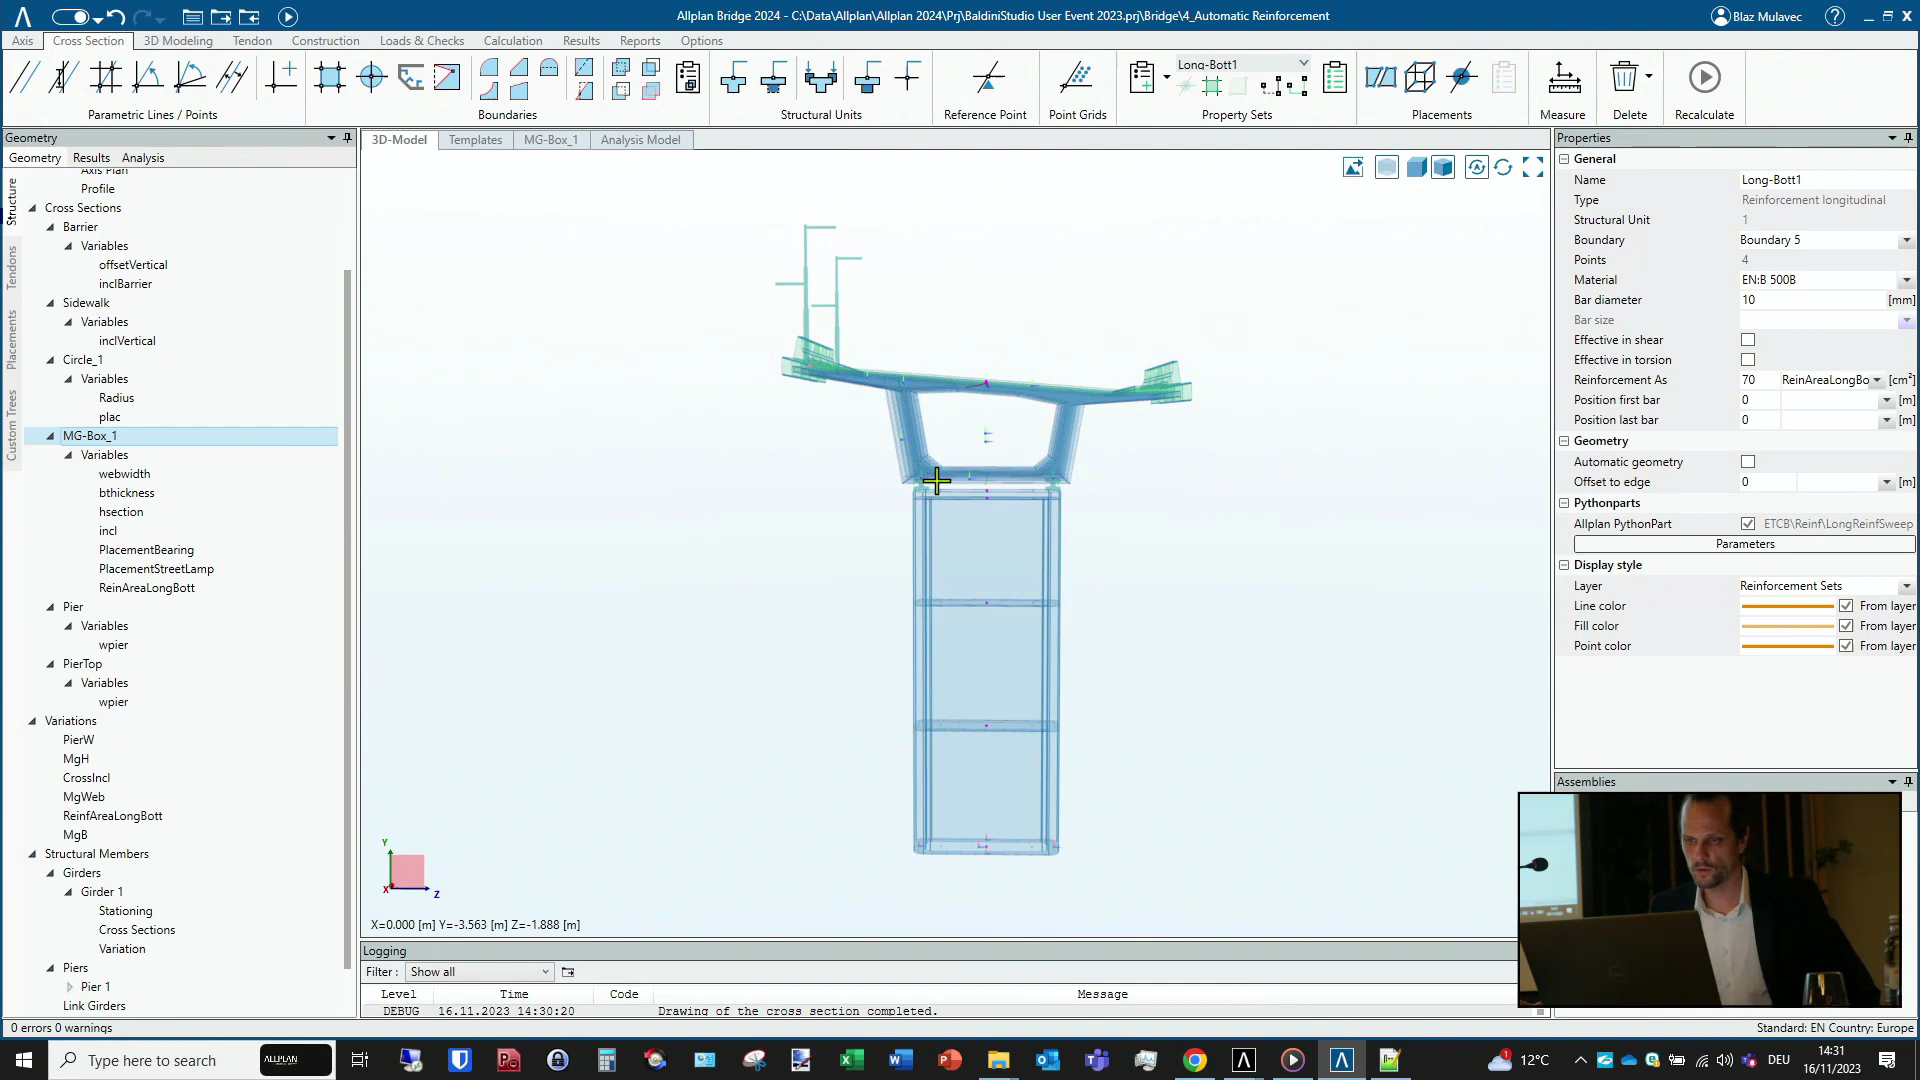 Allplan Bridge 2024 - C:\Data\Allplan\Allplan 2024\Prj\BaldiniStudio User Event 2023.prj\Bridge\4_Automatic Reinforcement
Blaz Mulavec
Axis
Cross Section
3D Modeling
Tendon
Construction
Loads & Checks
Calculation
Results
Reports
Options
Long-Bott1
Parametric Lines / Points
Boundaries
Structural Units
Reference Point
Point Grids
Property Sets
Placements
Measure
Delete
Recalculate
Geometry
Geometry
Results
Analysis
Structure
Tendons
Placements
Custom Trees
Axis Plan
Profile
Cross Sections
Barrier
Variables
offsetVertical
inclBarrier
Sidewalk
Variables
inclVertical
Circle_1
Variables
Radius
plac
MG-Box_1
Variables
webwidth
bthickness
hsection
incl
PlacementBearing
PlacementStreetLamp
ReinAreaLongBott
Pier
Variables
wpier
PierTop
Variables
wpier
Variations
PierW
MgH
CrossIncl
MgWeb
ReinfAreaLongBott
MgB
Structural Members
Girders
Girder 1
Stationing
Cross Sections
Variation
Piers
Pier 1
Link Girders
0 errors 0 warnings
3D-Model
Templates
MG-Box_1
Analysis Model
Y
X
Z
X=0.000 [m] Y=-3.563 [m] Z=-1.888 [m]
Logging
Filter :
Show all
Level
Time
Code
Message
DEBUG
16.11.2023 14:30:20
Drawing of the cross section completed.
Properties
General
Name
Long-Bott1
Type
Reinforcement longitudinal
Structural Unit
1
Boundary
Boundary 5
Points
4
Material
EN:B 500B
Bar diameter
10
[mm]
Bar size
Effective in shear
Effective in torsion
Reinforcement As
70
ReinAreaLongBo
[cm²]
Position first bar
0
[m]
Position last bar
0
[m]
Geometry
Automatic geometry
Offset to edge
0
[m]
Pythonparts
Allplan PythonPart
ETCB\Reinf\LongReinfSweep
Parameters
Display style
Layer
Reinforcement Sets
Line color
From layer
Fill color
From layer
Point color
From layer
Assemblies
Standard: EN Country: Europe
Type here to search
ALLPLAN
12°C
DEU
14:31
16/11/2023